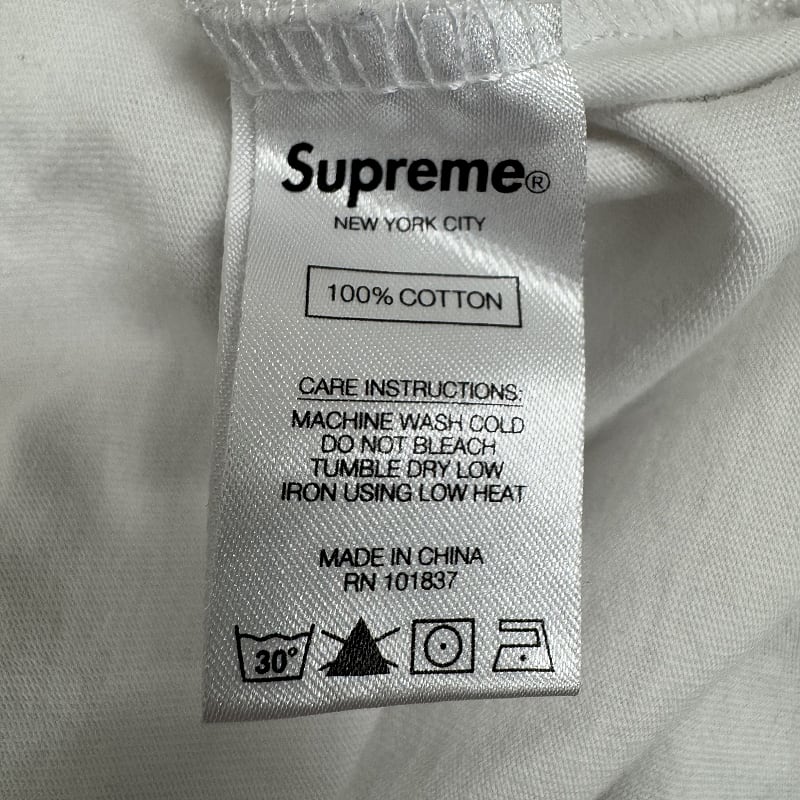 Supreme®
NEW YORK CITY
100% COTTON
CARE INSTRUCTIONS:
MACHINE WASH COLD
DO NOT BLEACH
TUMBLE DRY LOW
IRON USING LOW HEAT
MADE IN CHINA
RN 101837
30°